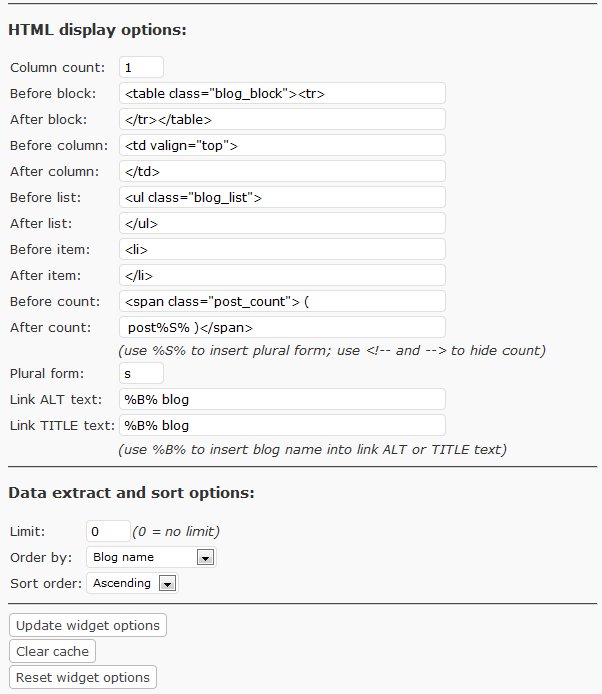 HTML display options:
Column count: 1
Before block: <table class="blog_block"><tr>
After block: </tr></table>
Before column: <td valign="top">
After column: </td>
Before list: <ul class="blog_list">
After list: </ul>
Before item: <li>
After item: </li>
Before count: <span class="post_count"> (
After count: post%S% )</span>
(use %S% to insert plural form; use <!-- and --> to hide count)
Plural form: s
Link ALT text: %B% blog
Link TITLE text: %B% blog
(use %B% to insert blog name into link ALT or TITLE text)
Data extract and sort options:
Limit: 0 (0 = no limit)
Order by: Blog name
Sort order: Ascending
Update widget options
Clear cache
Reset widget options